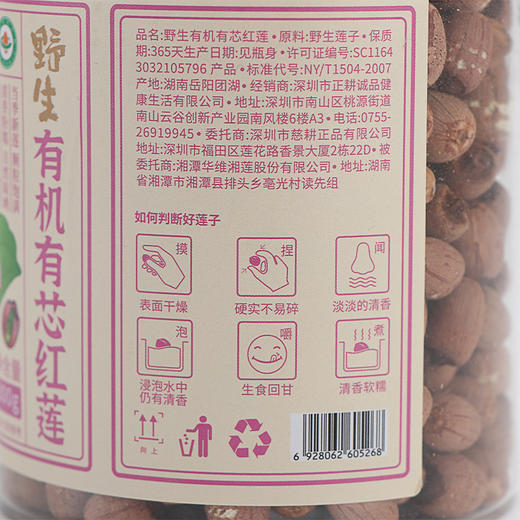 野生
有机有芯红莲
品名:野生有机有芯红莲·原料:野生莲子·保质
期:365天生产日期:见瓶身·许可证编号:SC1164
3032105796 产品·标准代号:NY/T1504-2007
产地:湖南岳阳团湖·经销商:深圳市正耕诚品健
康生活有限公司·地址:深圳市南山区桃源街道
南山云谷创新产业园南风楼6楼A3·电话:0755-
26919945·委托商:深圳市慈耕正品有限公司
地址:深圳市福田区莲花路香景大厦2栋22D·被
委托商:湘潭华维湘莲股份有限公司·地址:湖南
省湘潭市湘潭县排头乡毫光村读先组
如何判断好莲子
摸
捏
闻
表面干燥
硬实不易碎
淡淡的清香
泡
嚼
煮
浸泡水中
仍有清香
生食回甘
清香软糯
向上
6 928062 605268